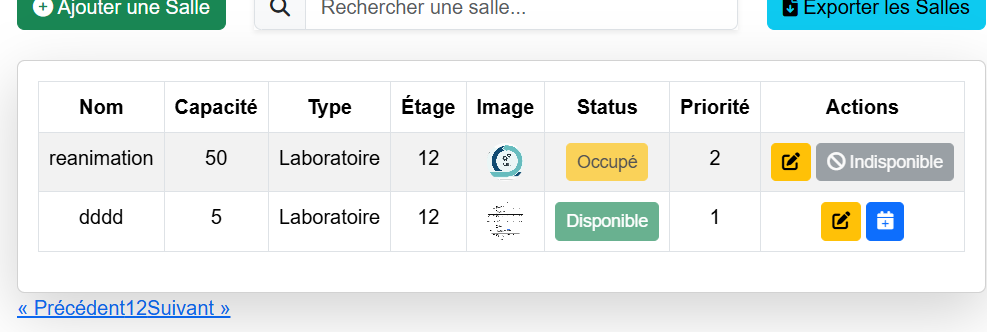 Ajouter une Salle Rechercher une salle... Exporter les Salles
Nom Capacité Type Étage Image Status Priorité Actions
reanimation 50 Laboratoire 12 Occupé 2 Indisponible
dddd 5 Laboratoire 12 Disponible 1
« Précédent12Suivant »